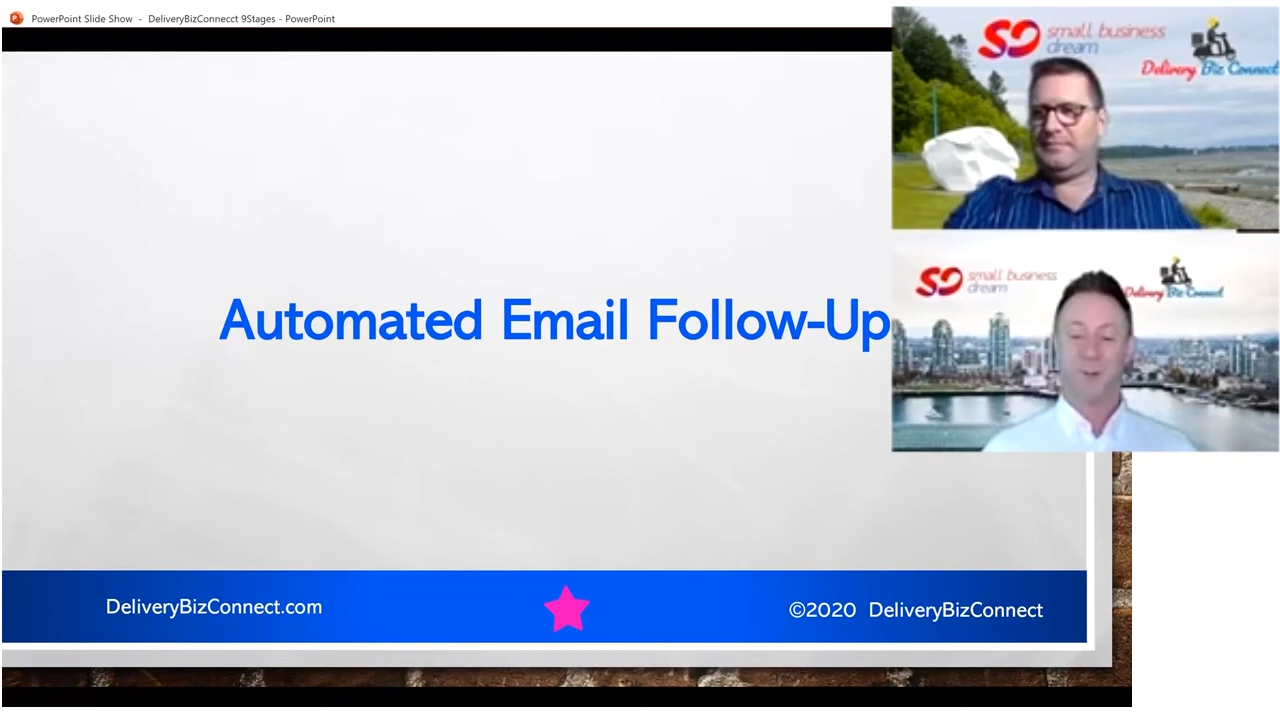 PowerPoint Slide Show - DeliveryBizConnecct 9Stages - PowerPoint
small business
dream
Delivery Biz Connect
small business
dream
Delivery Biz Connect
Automated Email Follow-Up
DeliveryBizConnect.com
©2020 DeliveryBizConnect